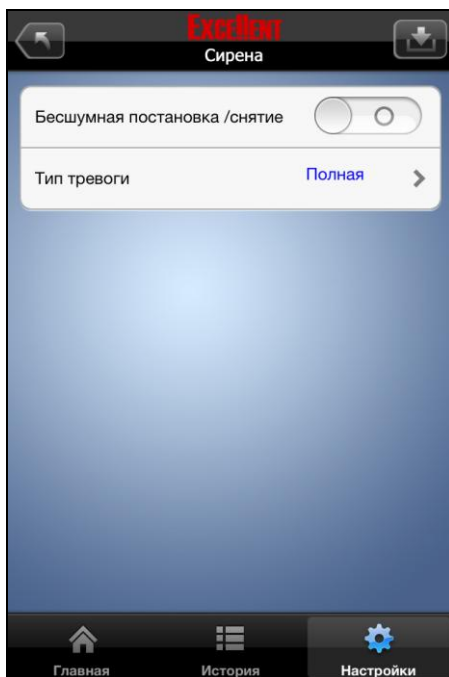 EXCELLENT
Сирена
Бесшумная постановка /снятие
Тип тревоги Полная
Главная История Настройки